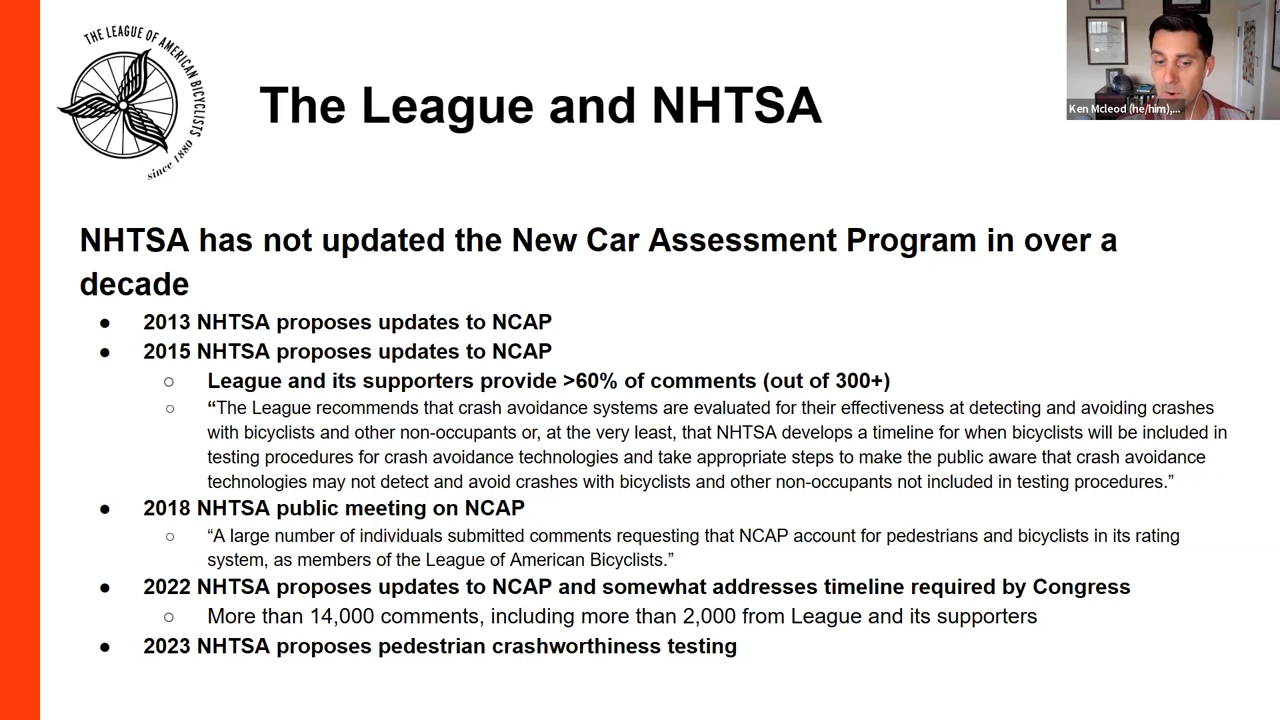 THE LEAGUE OF AMERICAN BICYCLISTS
since 1880
The League and NHTSA
Ken Mcleod (he/him),...
NHTSA has not updated the New Car Assessment Program in over a
decade
● 2013 NHTSA proposes updates to NCAP
● 2015 NHTSA proposes updates to NCAP
○ League and its supporters provide >60% of comments (out of 300+)
○ “The League recommends that crash avoidance systems are evaluated for their effectiveness at detecting and avoiding crashes
with bicyclists and other non-occupants or, at the very least, that NHTSA develops a timeline for when bicyclists will be included in
testing procedures for crash avoidance technologies and take appropriate steps to make the public aware that crash avoidance
technologies may not detect and avoid crashes with bicyclists and other non-occupants not included in testing procedures.”
● 2018 NHTSA public meeting on NCAP
○ “A large number of individuals submitted comments requesting that NCAP account for pedestrians and bicyclists in its rating
system, as members of the League of American Bicyclists.”
● 2022 NHTSA proposes updates to NCAP and somewhat addresses timeline required by Congress
○ More than 14,000 comments, including more than 2,000 from League and its supporters
● 2023 NHTSA proposes pedestrian crashworthiness testing